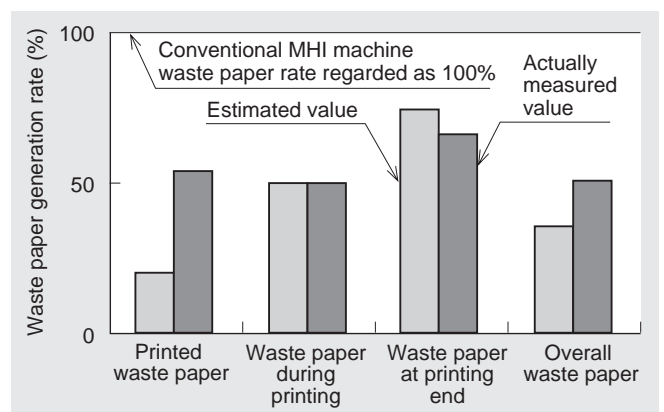 Waste paper generation rate (%)
100
50
0
Conventional MHI machine
waste paper rate regarded as 100%
Estimated value
Actually
measured
value
Printed
waste paper
Waste paper
during
printing
Waste paper
at printing
end
Overall
waste paper